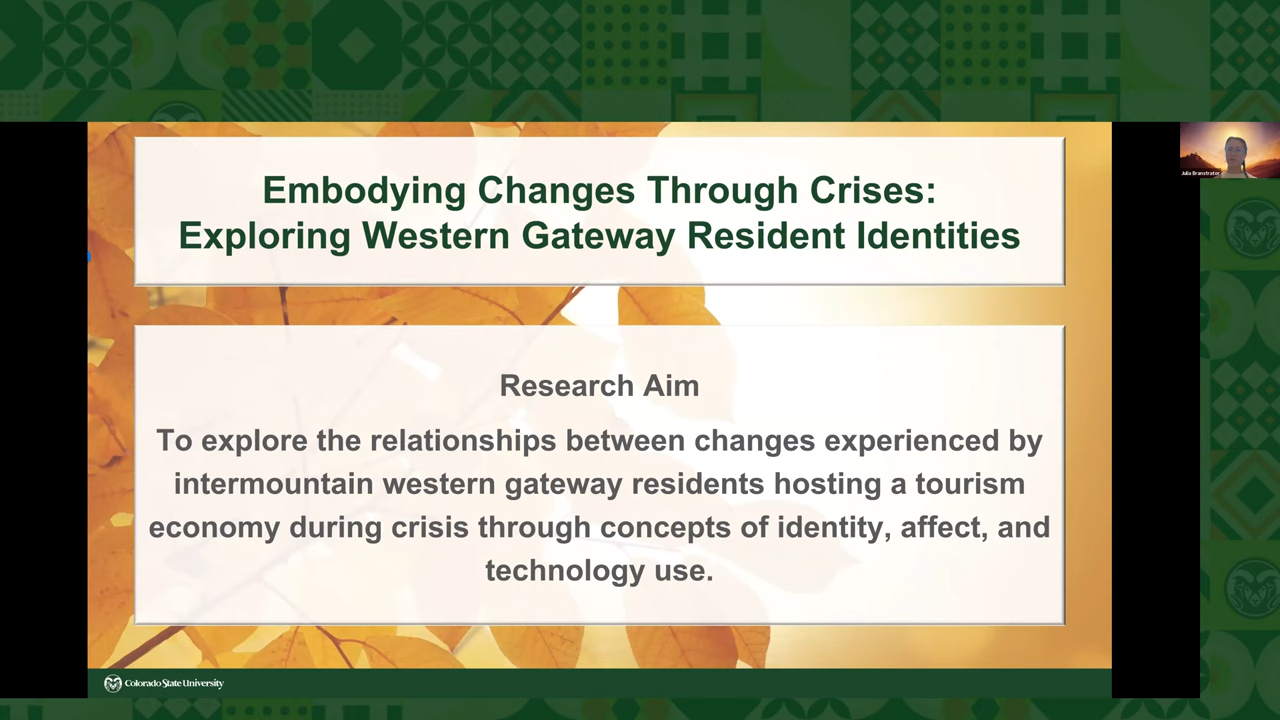 Embodying Changes Through Crises:
Exploring Western Gateway Resident Identities
Julia Branstrator
Research Aim
To explore the relationships between changes experienced by
intermountain western gateway residents hosting a tourism
economy during crisis through concepts of identity, affect, and
technology use.
Colorado State University